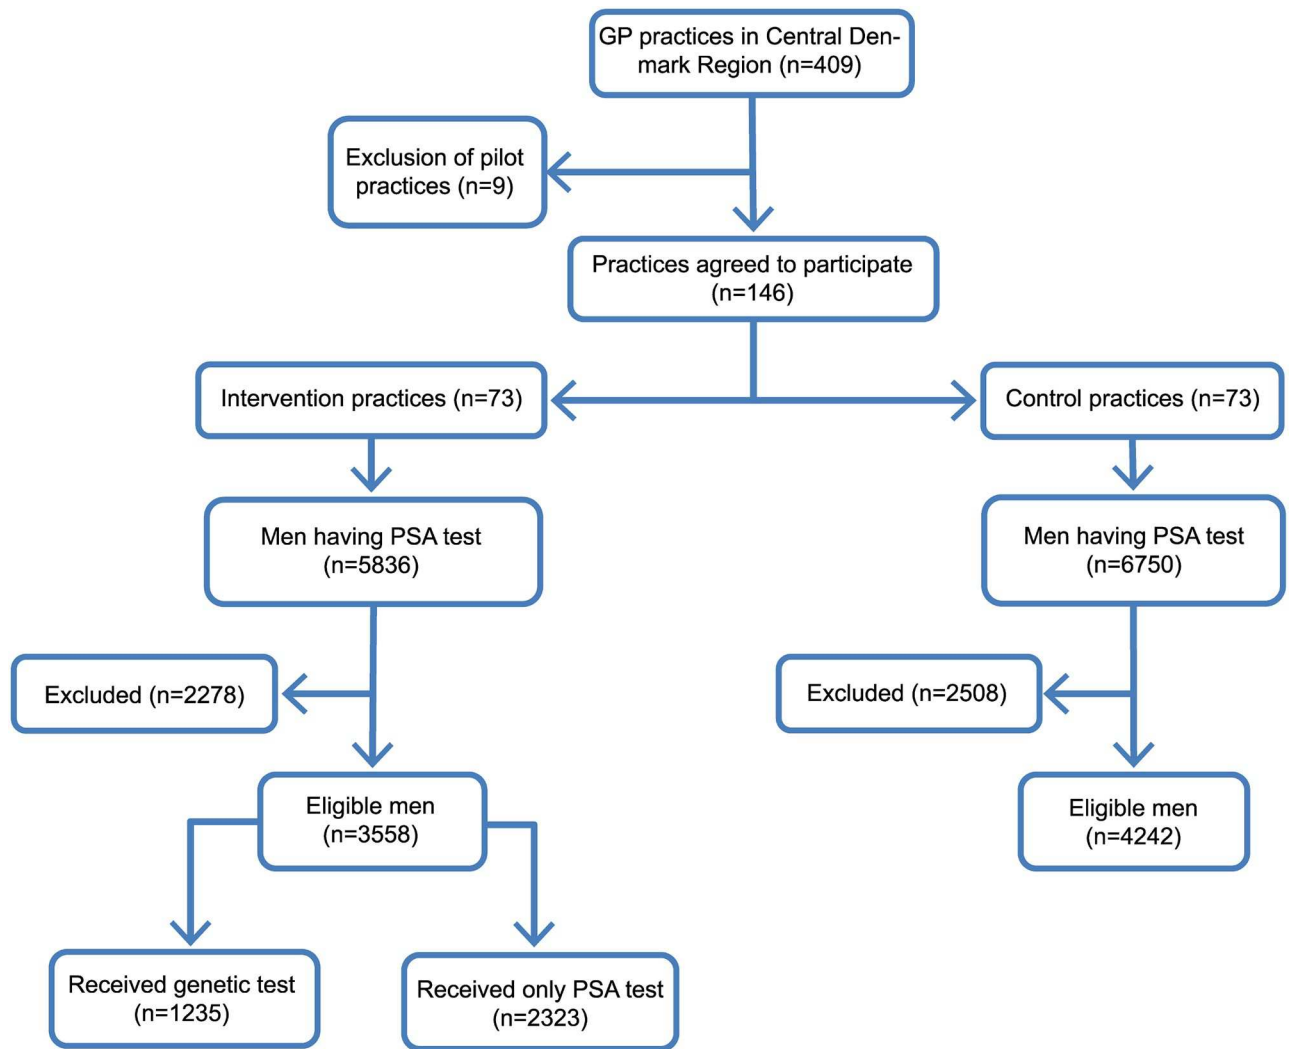 GP practices in Central Den-
mark Region (n=409)
Exclusion of pilot
practices (n=9)
Practices agreed to participate
(n=146)
Intervention practices (n=73)
Control practices (n=73)
Men having PSA test
(n=5836)
Men having PSA test
(n=6750)
Excluded (n=2278)
Excluded (n=2508)
Eligible men
(n=3558)
Eligible men
(n=4242)
Received genetic test
(n=1235)
Received only PSA test
(n=2323)